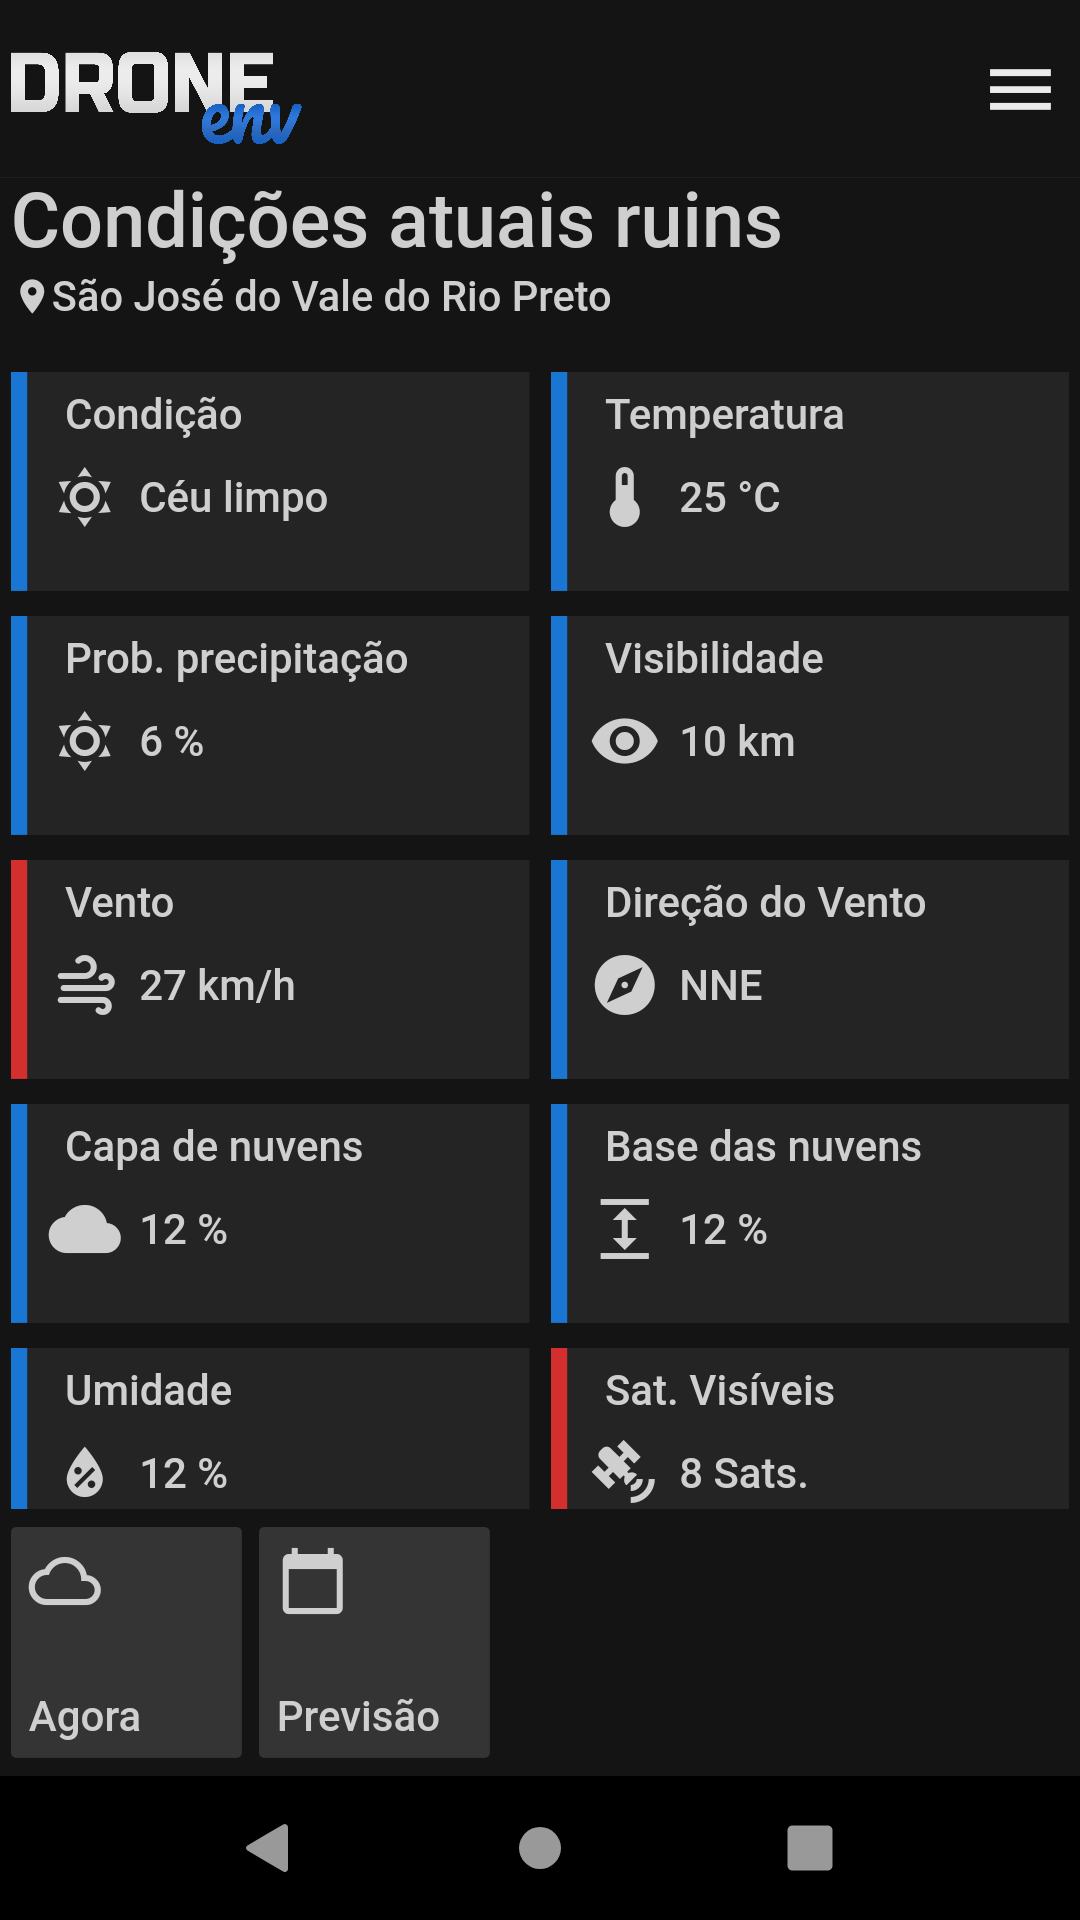 DRONE
env
Condições atuais ruins
São José do Vale do Rio Preto
Condição
Céu limpo
Temperatura
25 °C
Prob. precipitação
6 %
Visibilidade
10 km
Vento
27 km/h
Direção do Vento
NNE
Capa de nuvens
12 %
Base das nuvens
12 %
Umidade
12 %
Sat. Visíveis
8 Sats.
Agora
Previsão